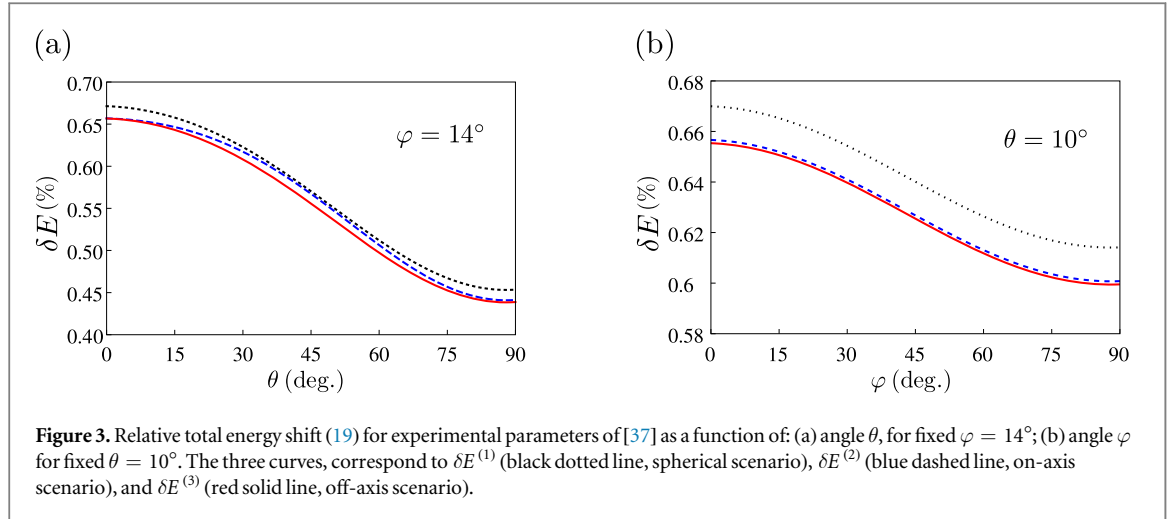 (a)
0.70
0.65
0.60
0.55
0.50
0.45
0.40
δE (%)
φ = 14°
0 15 30 45 60 75 90
θ (deg.)
(b)
0.68
0.66
0.64
0.62
0.6
0.58
δE (%)
θ = 10°
0 15 30 45 60 75 90
φ (deg.)
Figure 3. Relative total energy shift (19) for experimental parameters of [37] as a function of: (a) angle θ, for fixed φ = 14°; (b) angle φ
for fixed θ = 10°. The three curves, correspond to δE⁽¹⁾ (black dotted line, spherical scenario), δE⁽²⁾ (blue dashed line, on-axis
scenario), and δE⁽³⁾ (red solid line, off-axis scenario).